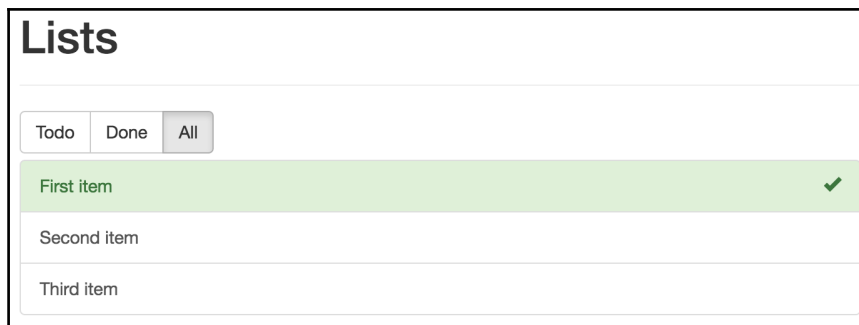 Lists
Todo Done All
First item
Second item
Third item